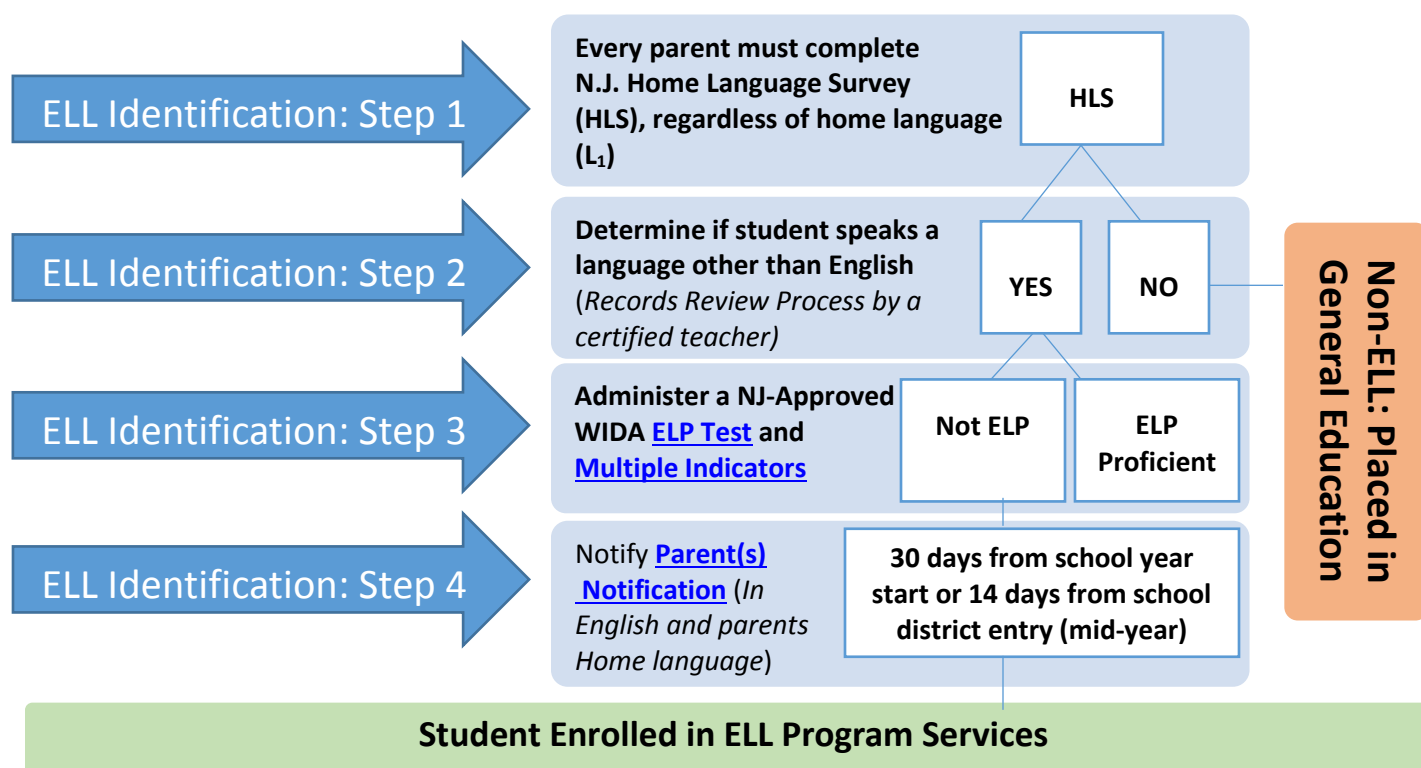 ELL Identification: Step 1
Every parent must complete
N.J. Home Language Survey
(HLS), regardless of home language
(L₁)
HLS
ELL Identification: Step 2
Determine if student speaks a
language other than English
(Records Review Process by a
certified teacher)
YES
NO
ELL Identification: Step 3
Administer a NJ-Approved
WIDA ELP Test and
Multiple Indicators
Not ELP
ELP
Proficient
ELL Identification: Step 4
Notify Parent(s)
Notification (In
English and parents
Home language)
30 days from school year
start or 14 days from school
district entry (mid-year)
Non-ELL: Placed in
General Education
Student Enrolled in ELL Program Services